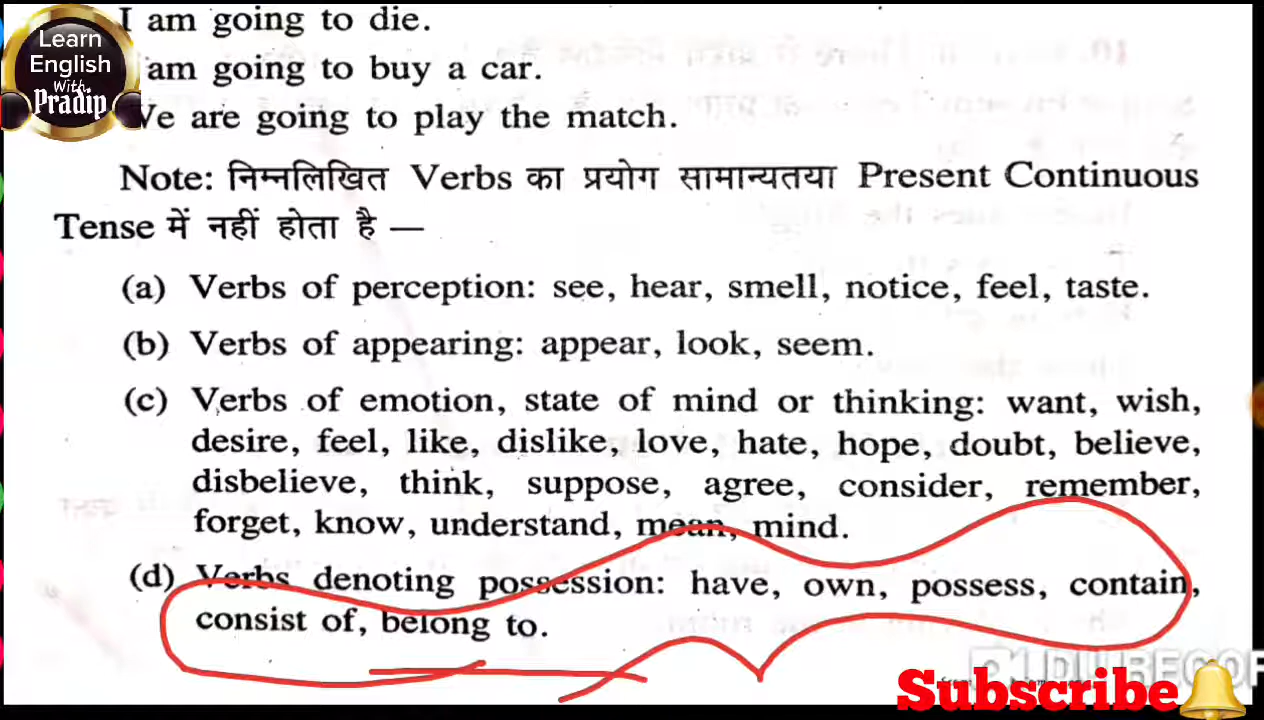 I am going to die.
Learn
English
With
Pradip
am going to buy a car.
We are going to play the match.
Note: निम्नलिखित Verbs का प्रयोग सामान्यतया Present Continuous
Tense में नहीं होता है —
(a) Verbs of perception: see, hear, smell, notice, feel, taste.
(b) Verbs of appearing: appear, look, seem.
(c) Verbs of emotion, state of mind or thinking: want, wish,
desire, feel, like, dislike, love, hate, hope, doubt, believe,
disbelieve, think, suppose, agree, consider, remember,
forget, know, understand, mean, mind.
(d) Verbs denoting possession: have, own, possess, contain,
consist of, belong to.
Subscribe